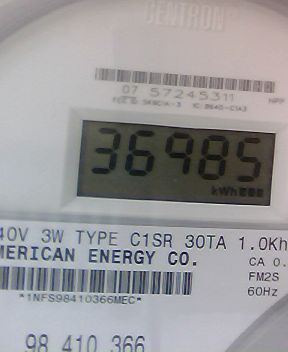 CENTRON
07 57245311
36985
kWh
40V 3W TYPE C1SR 30TA 1.0Kh
MERICAN ENERGY CO.
CA 0.
FM2S
*1NFS98410366MEC*
60Hz
98 410 366